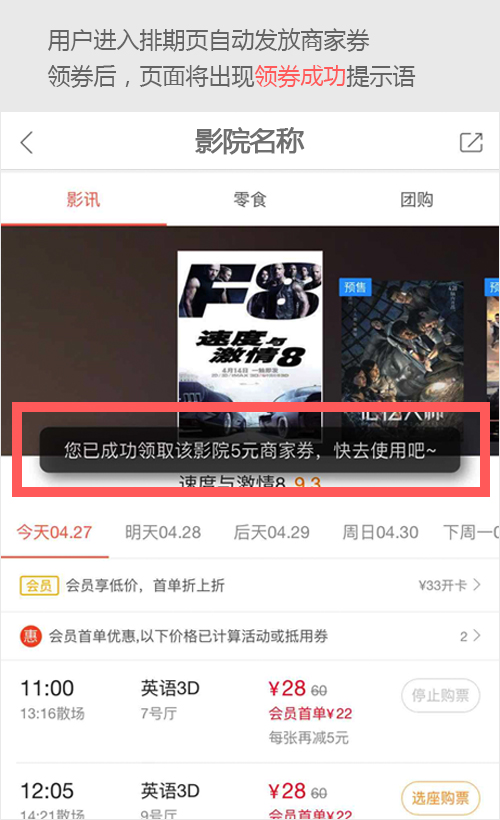 用户进入排期页自动发放商家券
领券后，页面将出现领券成功提示语
影院名称
影讯 零食 团购
预售
F8
速度与
激情8
4月14日 一触即发
您已成功领取该影院5元商家券，快去使用吧~
速度与激情8 9.3
今天04.27 明天04.28 后天04.29 周日04.30 下周一0
会员 会员享低价，首单折上折 ¥33开卡
惠 会员首单优惠,以下价格已计算活动或抵用券 2
11:00 英语3D ¥28 60 停止购票
13:16散场 7号厅 会员首单¥22
每张再减5元
12:05 英语3D ¥28 60 选座购票
14:21散场 9号厅 会员首单¥22